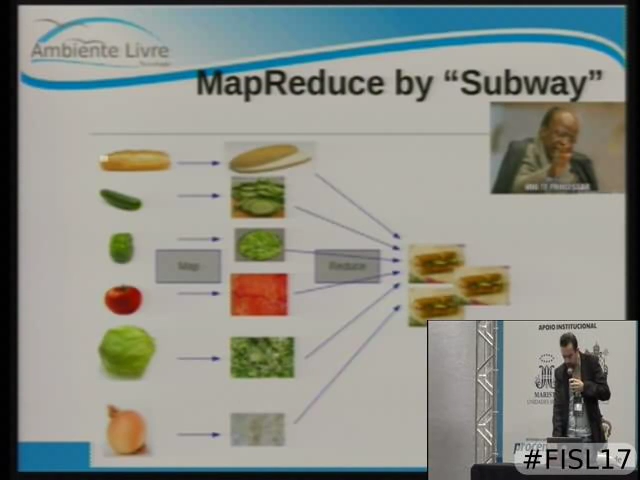 Ambiente Livre
MapReduce by “Subway”
Map
Reduce
APOIO INSTITUCIONAL
MARIST
#FISL17